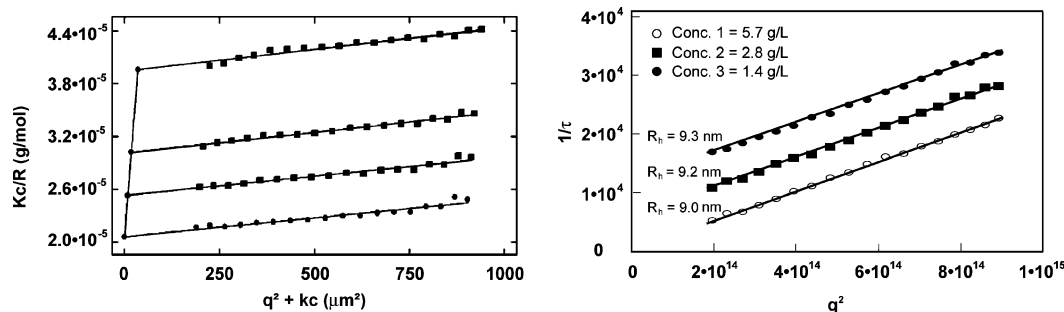 4.4•10⁻⁵
3.8•10⁻⁵
3.2•10⁻⁵
2.6•10⁻⁵
2.0•10⁻⁵
Kc/R (g/mol)
0
250
500
750
1000
q² + kc (μm²)
4•10⁴
3•10⁴
2•10⁴
1•10⁴
0
1/τ
Conc. 1 = 5.7 g/L
Conc. 2 = 2.8 g/L
Conc. 3 = 1.4 g/L
Rₕ = 9.3 nm
Rₕ = 9.2 nm
Rₕ = 9.0 nm
0
2•10¹⁴
4•10¹⁴
6•10¹⁴
8•10¹⁴
1•10¹⁵
q²